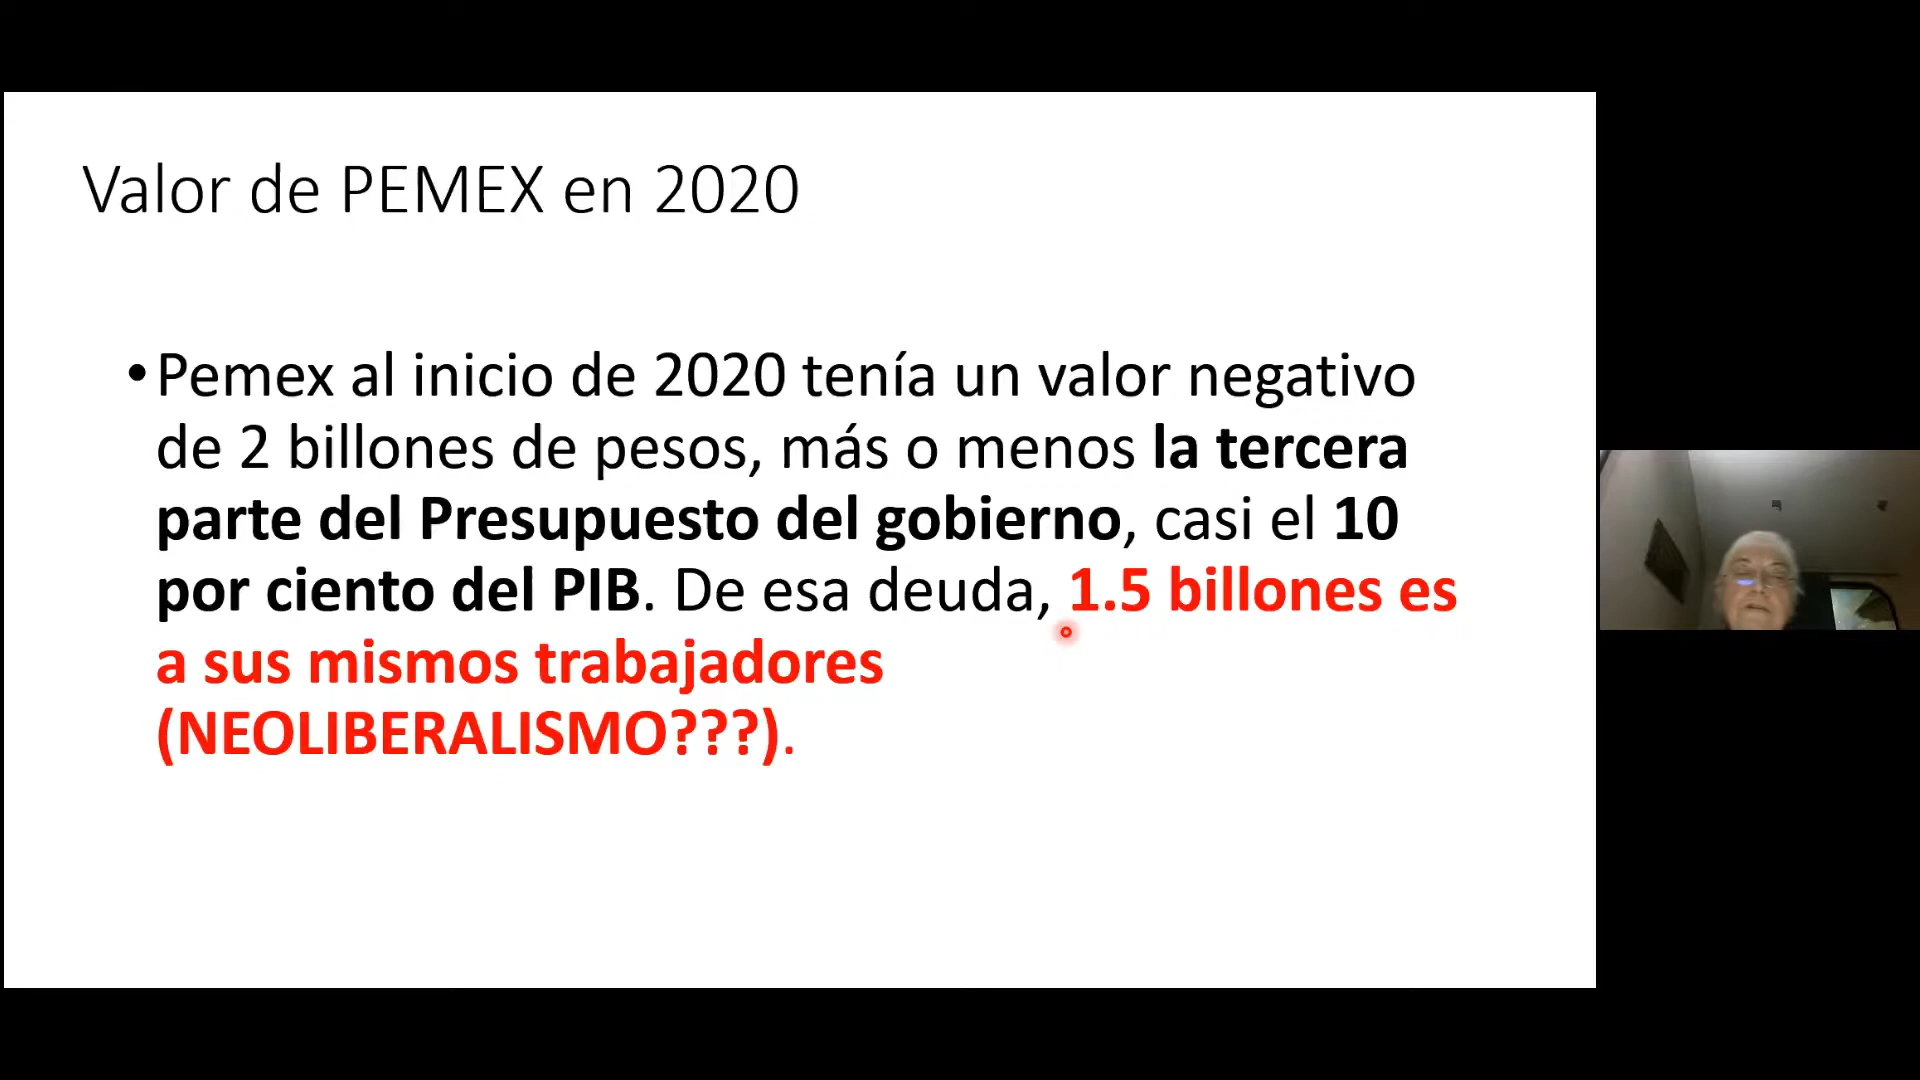 Valor de PEMEX en 2020
•Pemex al inicio de 2020 tenía un valor negativo
de 2 billones de pesos, más o menos la tercera
parte del Presupuesto del gobierno, casi el 10
por ciento del PIB. De esa deuda, 1.5 billones es
a sus mismos trabajadores
(NEOLIBERALISMO???).